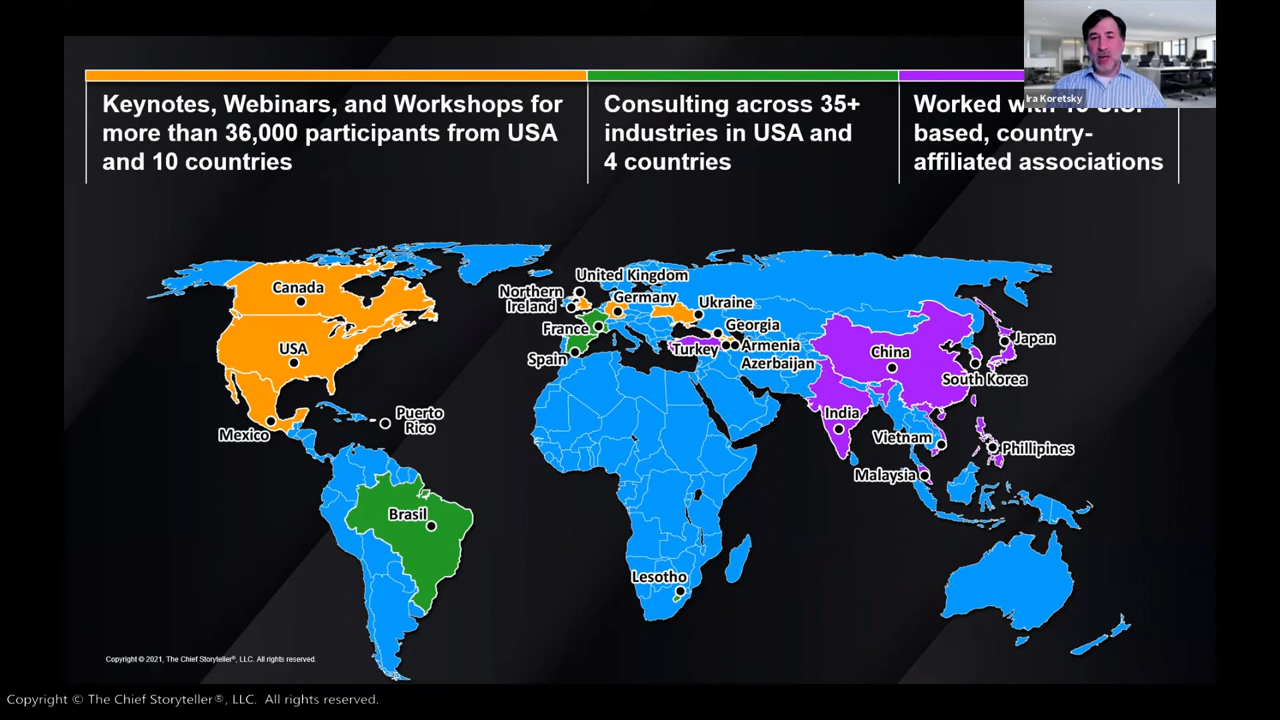 Keynotes, Webinars, and Workshops for
more than 36,000 participants from USA
and 10 countries
Consulting across 35+
industries in USA and
4 countries
Worked
based, country-
affiliated associations
Ira Koretsky
Canada
USA
Mexico
Puerto
Rico
Brasil
United Kingdom
Northern
Ireland
Germany
Ukraine
France
Georgia
Spain
Turkey
Armenia
Azerbaijan
China
Japan
South Korea
India
Vietnam
Phillipines
Malaysia
Lesotho
Copyright © 2021, The Chief Storyteller®, LLC. All rights reserved.
Copyright © The Chief Storyteller®, LLC. All rights reserved.